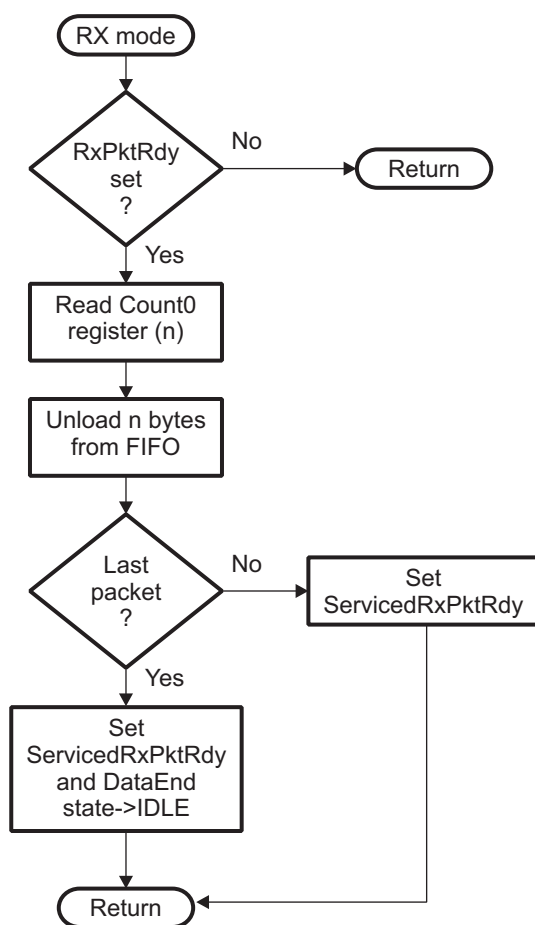 RX mode
RxPktRdy
set
?
No
Return
Yes
Read Count0
register (n)
Unload n bytes
from FIFO
Last
packet
?
No
Set
ServicedRxPktRdy
Yes
Set
ServicedRxPktRdy
and DataEnd
state->IDLE
Return